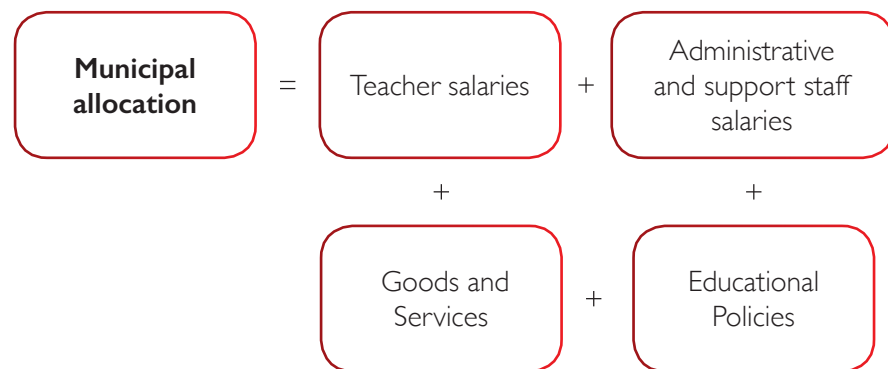 Municipal
allocation
=
Teacher salaries
+
Administrative
and support staff
salaries
+
+
Goods and
Services
+
Educational
Policies